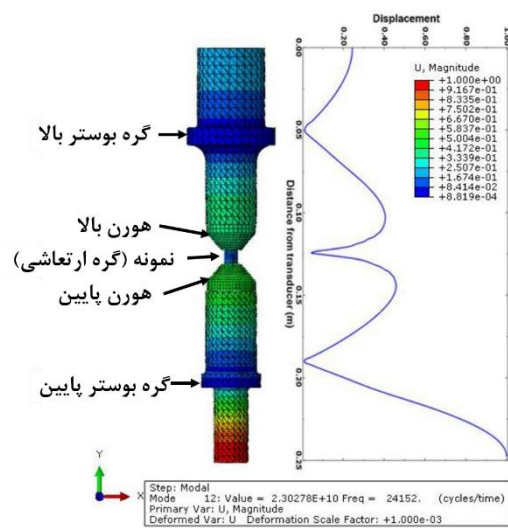 Displacement
0.20 0.40 0.60 0.80 1.00
0.00
0.05
0.10
0.15
0.20
0.25
Distance from transducer (m)
U, Magnitude
+1.000e+00
+9.167e-01
+8.335e-01
+7.502e-01
+6.670e-01
+5.837e-01
+5.004e-01
+4.172e-01
+3.339e-01
+2.507e-01
+1.674e-01
+8.414e-02
+8.819e-04
گره بوستر بالا
هورن بالا
نمونه (گره ارتعاشی)
هورن پایین
گره بوستر پایین
Y
X
Step: Modal
Mode 12: Value = 2.30278E+10 Freq = 24152. (cycles/time)
Primary Var: U, Magnitude
Deformed Var: U Deformation Scale Factor: +1.000e-03